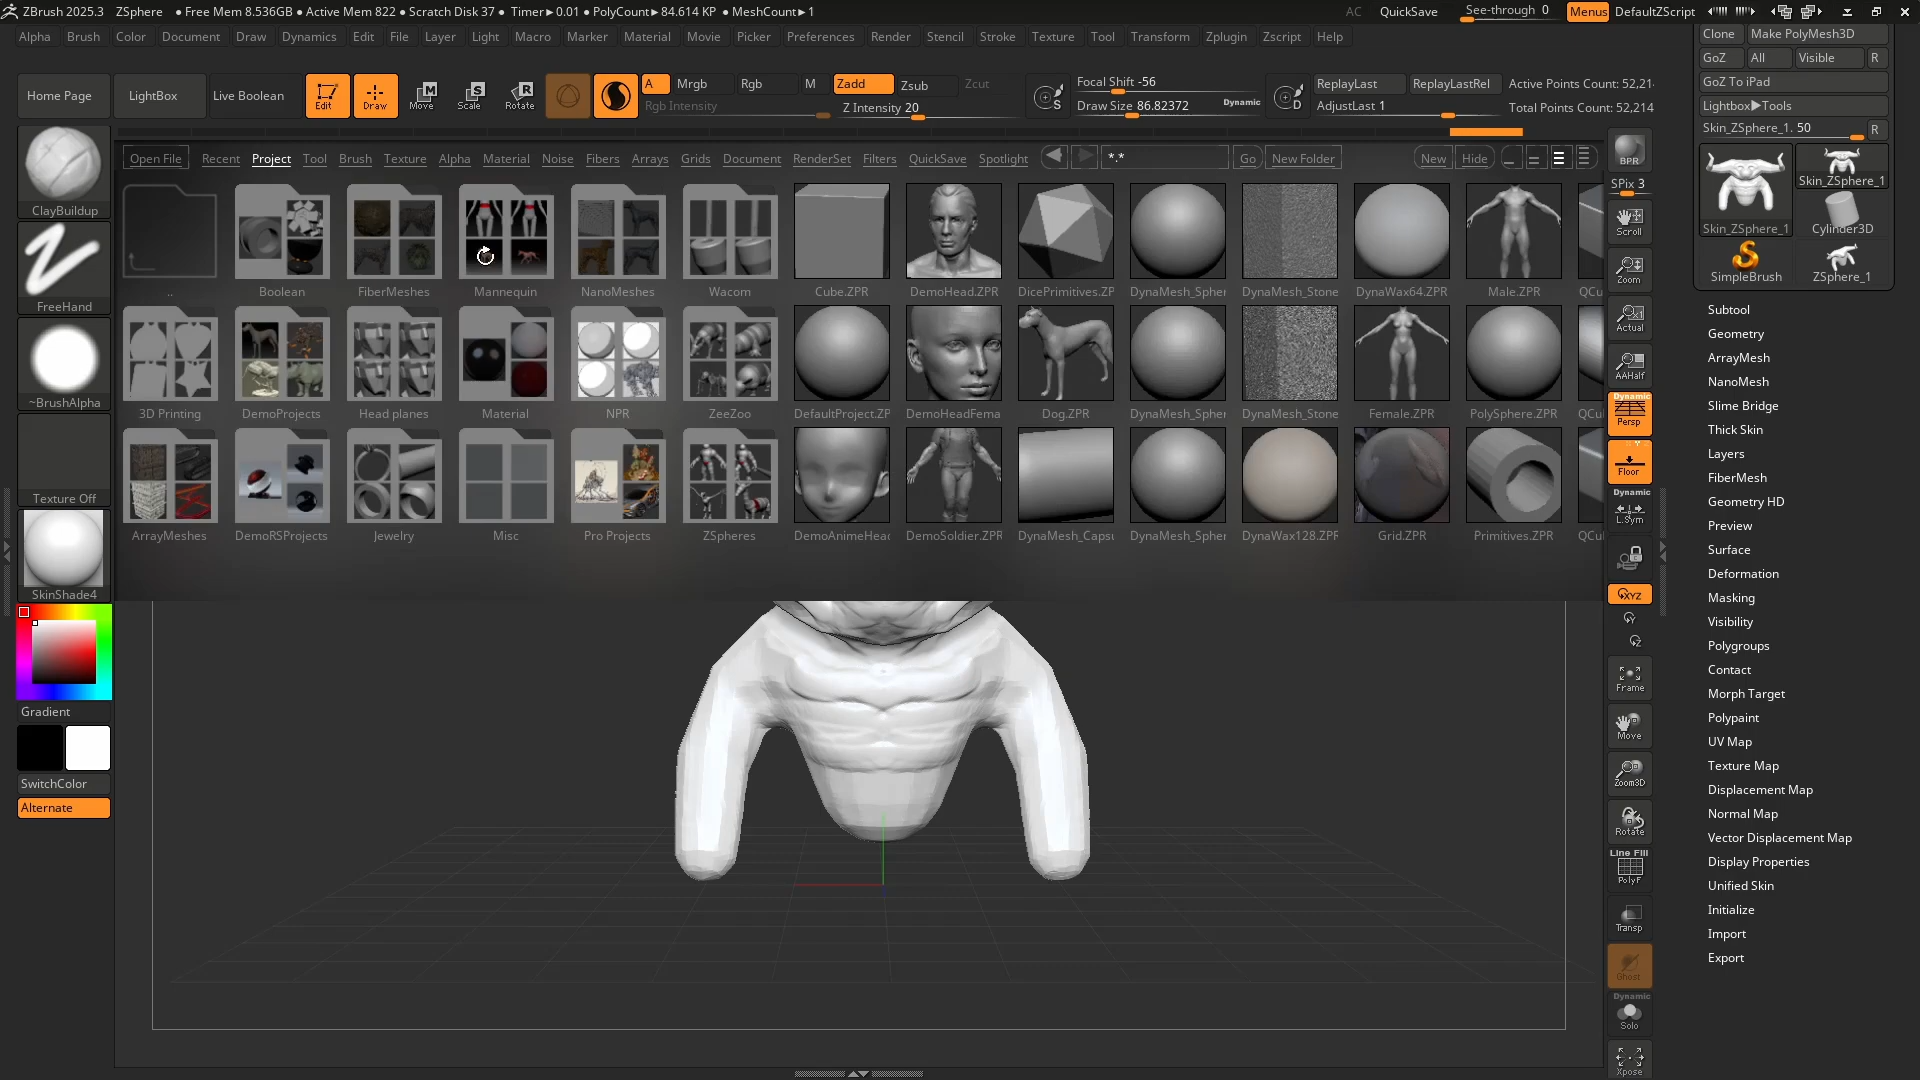 ZBrush 2025.3 ZSphere ● Free Mem 8.536GB ● Active Mem 822 ● Scratch Disk 37 ● Timer►0.01 ● PolyCount►84.614 KP ● MeshCount►1 AC QuickSave See-through 0 Menus DefaultZScript
Alpha Brush Color Document Draw Dynamics Edit File Layer Light Macro Marker Material Movie Picker Preferences Render Stencil Stroke Texture Tool Transform Zplugin Zscript Help
Home Page LightBox Live Boolean Edit Draw Move Scale Rotate A Mrgb Rgb M Zadd Zsub Zcut
Rgb Intensity Z Intensity 20
S Focal Shift -56
Draw Size 86.82372 Dynamic
D ReplayLast ReplayLastRel Active Points Count: 52,21
AdjustLast 1 Total Points Count: 52,214
Open File Recent Project Tool Brush Texture Alpha Material Noise Fibers Arrays Grids Document RenderSet Filters QuickSave Spotlight *.* Go New Folder New Hide
.. Boolean FiberMeshes Mannequin NanoMeshes Wacom Cube.ZPR DemoHead.ZPR DicePrimitives.ZP DynaMesh_Spher DynaMesh_Stone DynaWax64.ZPR Male.ZPR QCu
3D Printing DemoProjects Head planes Material NPR ZeeZoo DefaultProject.ZP DemoHeadFema Dog.ZPR DynaMesh_Spher DynaMesh_Stone Female.ZPR PolySphere.ZPR QCu
ArrayMeshes DemoRSProjects Jewelry Misc Pro Projects ZSpheres DemoAnimeHead DemoSoldier.ZPR DynaMesh_Capsu DynaMesh_Spher DynaWax128.ZPR Grid.ZPR Primitives.ZPR QCu
ClayBuildup
FreeHand
~BrushAlpha
Texture Off
SkinShade4
Gradient
SwitchColor
Alternate
BPR
SPix 3
Scroll
Zoom
Actual
AAHalf
Dynamic
Persp
Floor
Dynamic
L.Sym
XYZ
Y
Z
Frame
Move
Zoom3D
Rotate
Line Fill
PolyF
Transp
Ghost
Dynamic
Solo
Xpose
Clone Make PolyMesh3D
GoZ All Visible R
GoZ To iPad
Lightbox►Tools
Skin_ZSphere_1. 50 R
Skin_ZSphere_1
Skin_ZSphere_1 Cylinder3D
SimpleBrush ZSphere_1
Subtool
Geometry
ArrayMesh
NanoMesh
Slime Bridge
Thick Skin
Layers
FiberMesh
Geometry HD
Preview
Surface
Deformation
Masking
Visibility
Polygroups
Contact
Morph Target
Polypaint
UV Map
Texture Map
Displacement Map
Normal Map
Vector Displacement Map
Display Properties
Unified Skin
Initialize
Import
Export